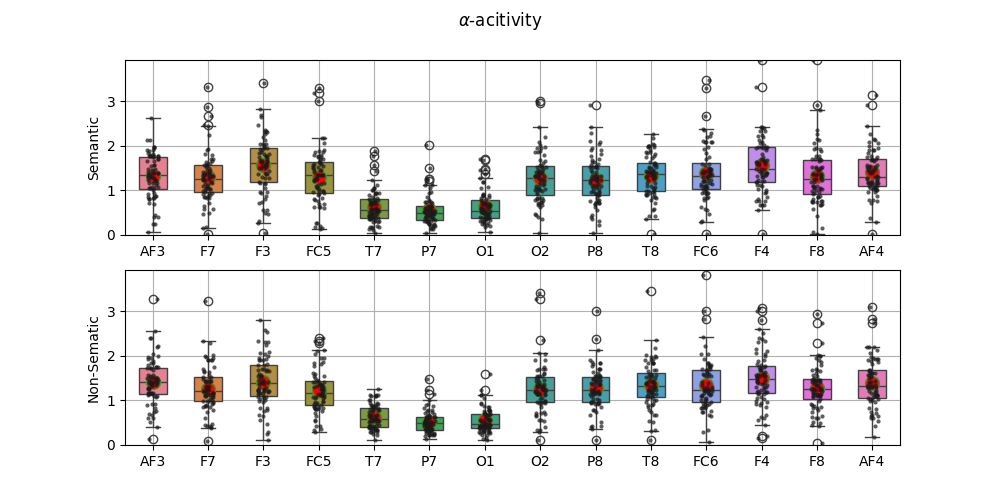 α-acitivity
Semantic
3
2
1
0
AF3 F7 F3 FC5 T7 P7 O1 O2 P8 T8 FC6 F4 F8 AF4
Non-Sematic
3
2
1
0
AF3 F7 F3 FC5 T7 P7 O1 O2 P8 T8 FC6 F4 F8 AF4